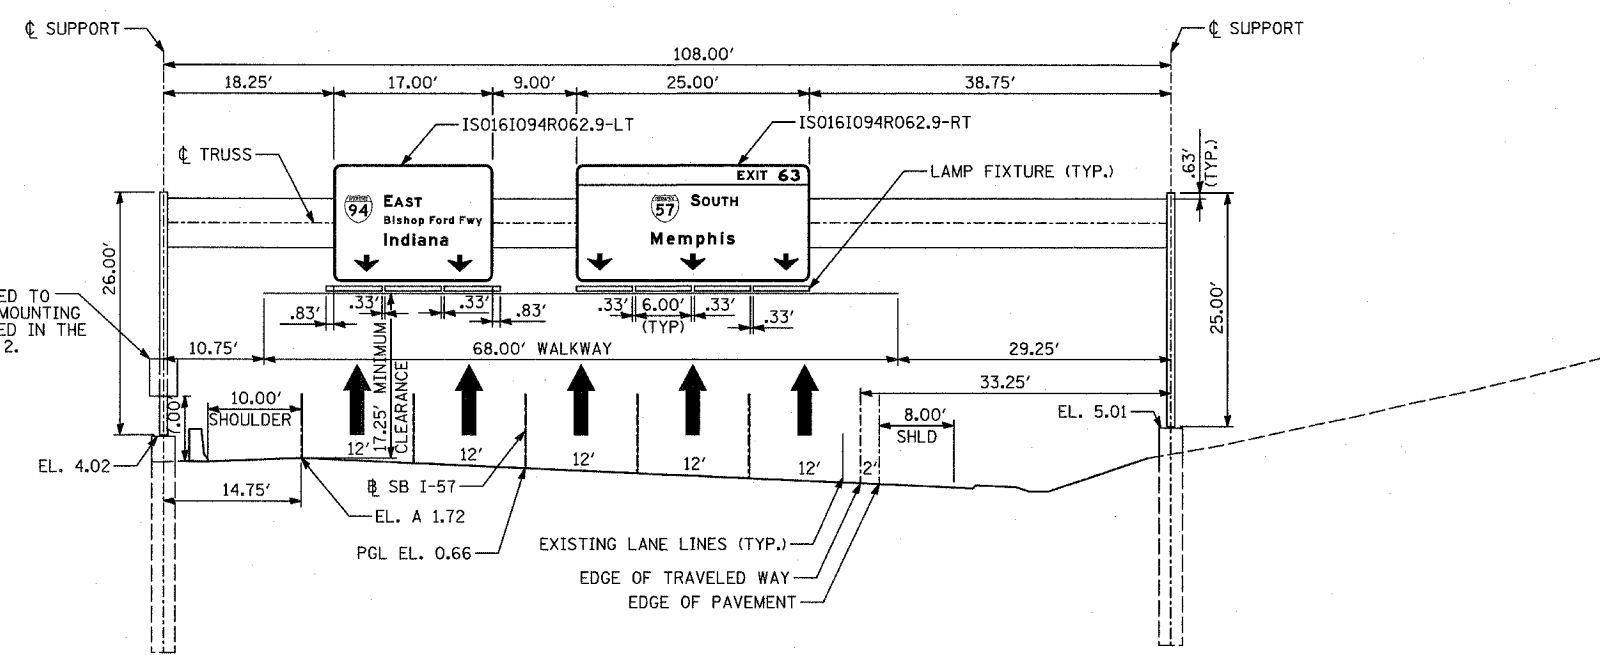 ℄ SUPPORT
℄ SUPPORT
108.00'
18.25'
17.00'
9.00'
25.00'
38.75'
IS016I094R062.9-LT
IS016I094R062.9-RT
℄ TRUSS
LAMP FIXTURE (TYP.)
.63'
(TYP.)
EXIT 63
94
EAST
Bishop Ford Fwy
Indiana
57
SOUTH
Memphis
26.00'
25.00'
ED TO
MOUNTING
ED IN THE
2.
.83'
.33'
.33'
.83'
.33'
6.00'
(TYP)
.33'
.33'
17.25' MINIMUM
CLEARANCE
10.75'
68.00' WALKWAY
29.25'
33.25'
7.00'
10.00'
SHOULDER
EL. 5.01
8.00'
SHLD
12'
12'
12'
12'
12'
2'
EL. 4.02
14.75'
B SB I-57
EL. A 1.72
PGL EL. 0.66
EXISTING LANE LINES (TYP.)
EDGE OF TRAVELED WAY
EDGE OF PAVEMENT